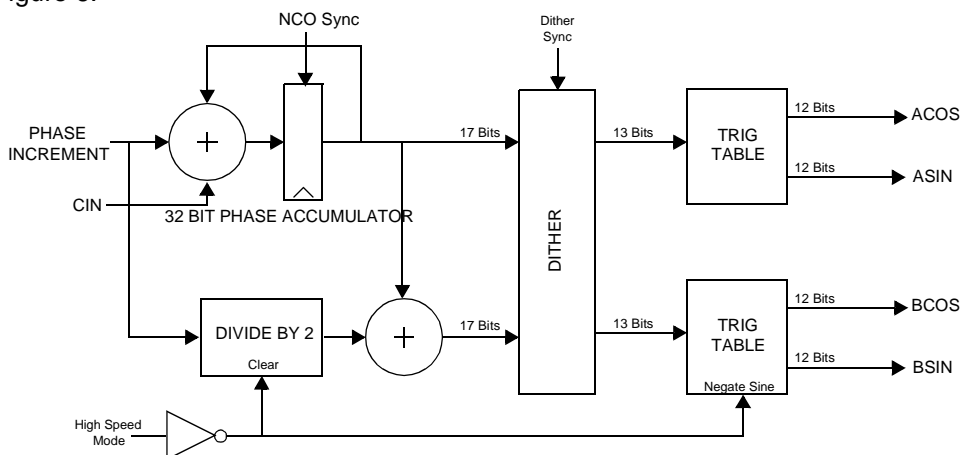 NCO Sync
Dither
Sync
PHASE
INCREMENT
CIN
+
32 BIT PHASE ACCUMULATOR
17 Bits
13 Bits
TRIG
TABLE
12 Bits
ACOS
12 Bits
ASIN
DITHER
DIVIDE BY 2
Clear
+
17 Bits
13 Bits
TRIG
TABLE
Negate Sine
12 Bits
BCOS
12 Bits
BSIN
High Speed
Mode